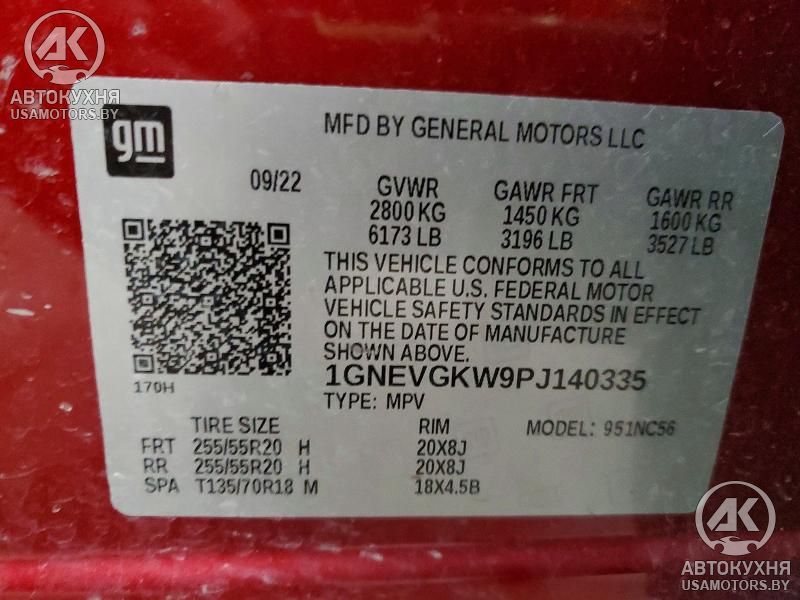 AK
АВТОКУХНЯ
USAMOTORS.BY
gm
MFD BY GENERAL MOTORS LLC
09/22
GVWR GAWR FRT GAWR RR
2800 KG 1450 KG 1600 KG
6173 LB 3196 LB 3527 LB
THIS VEHICLE CONFORMS TO ALL
APPLICABLE U.S. FEDERAL MOTOR
VEHICLE SAFETY STANDARDS IN EFFECT
ON THE DATE OF MANUFACTURE
SHOWN ABOVE.
170H
1GNEVGKW9PJ140335
TYPE: MPV
TIRE SIZE RIM MODEL: 951NC56
FRT 255/55R20 H 20X8J
RR 255/55R20 H 20X8J
SPA T135/70R18 M 18X4.5B
AK
АВТОКУХНЯ
USAMOTORS.BY